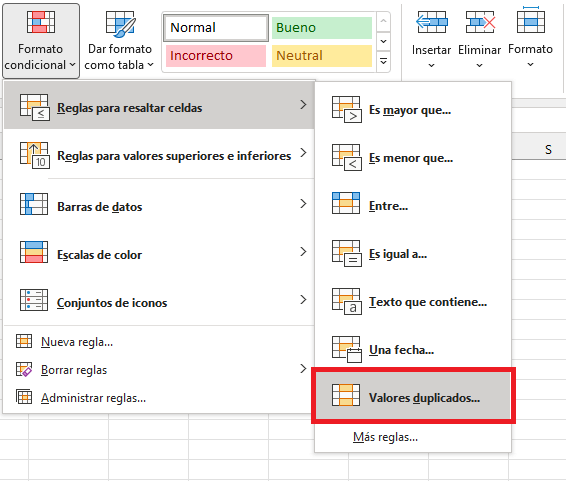 Formato
condicional
Dar formato
como tabla
Normal
Bueno
Incorrecto
Neutral
Insertar
Eliminar
Formato
Reglas para resaltar celdas
Reglas para valores superiores e inferiores
10
Barras de datos
Escalas de color
Conjuntos de iconos
Nueva regla...
Borrar reglas
Administrar reglas...
Es mayor que...
Es menor que...
Entre...
Es igual a...
Texto que contiene...
a
Una fecha...
Valores duplicados...
Más reglas...
S